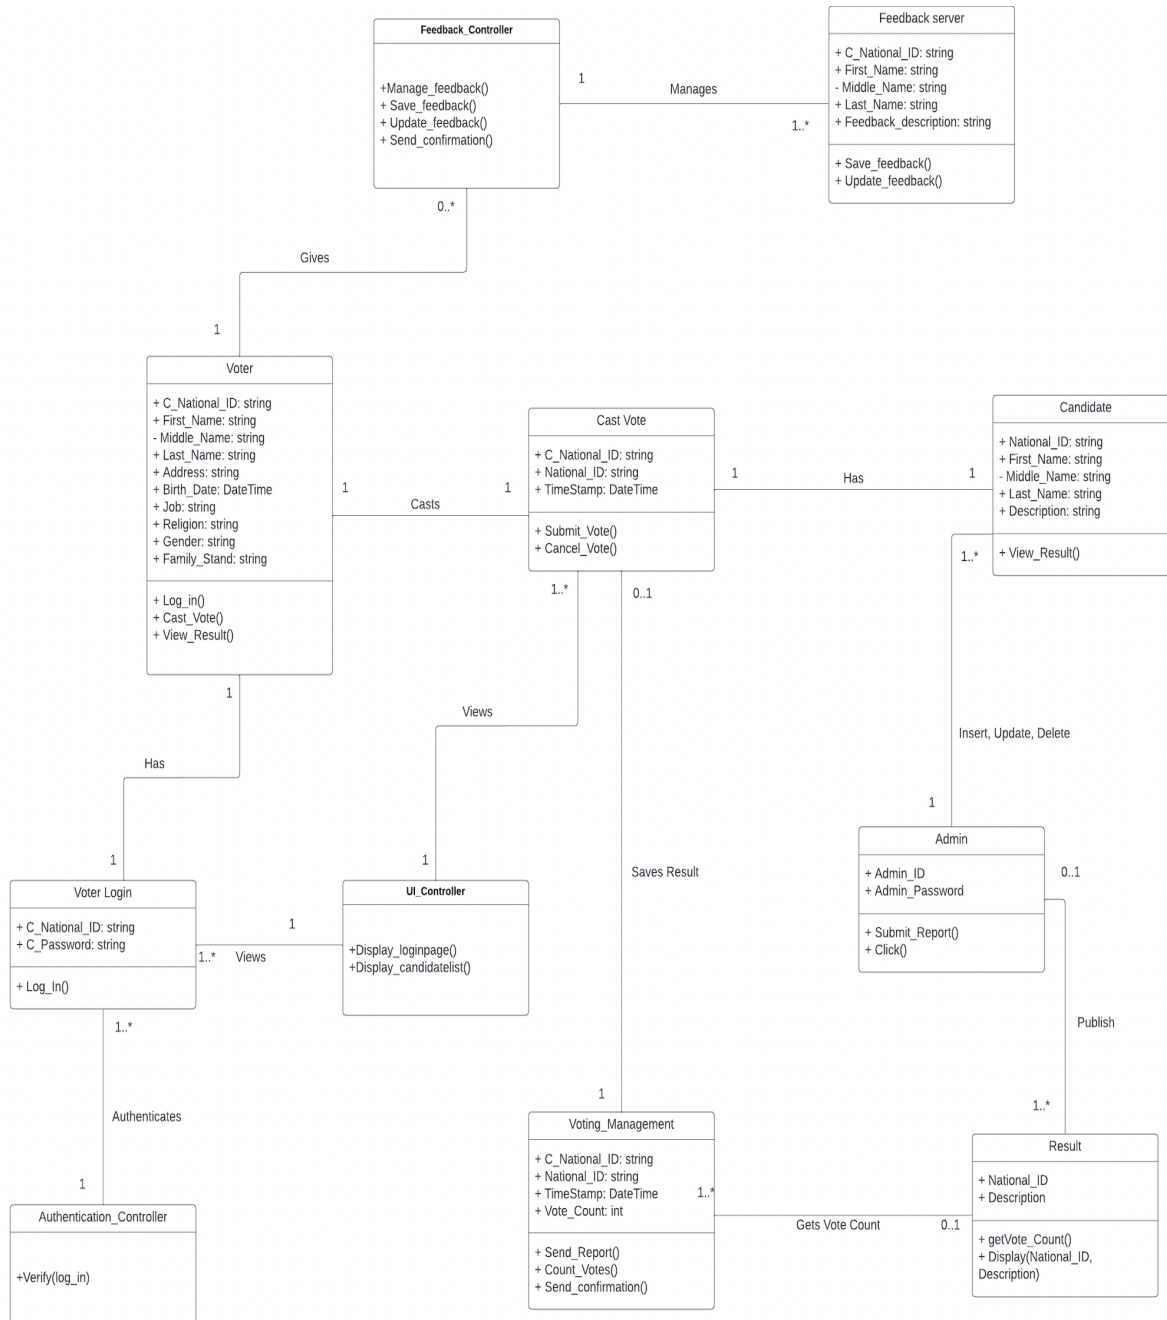 Feedback_Controller
+Manage_feedback()
+ Save_feedback()
+ Update_feedback()
+ Send_confirmation()
1
Manages
1..*
Feedback server
+ C_National_ID: string
+ First_Name: string
- Middle_Name: string
+ Last_Name: string
+ Feedback_description: string
+ Save_feedback()
+ Update_feedback()
0..*
Gives
1
Voter
+ C_National_ID: string
+ First_Name: string
- Middle_Name: string
+ Last_Name: string
+ Address: string
+ Birth_Date: DateTime
+ Job: string
+ Religion: string
+ Gender: string
+ Family_Stand: string
+ Log_in()
+ Cast_Vote()
+ View_Result()
1
Casts
1
Cast Vote
+ C_National_ID: string
+ National_ID: string
+ TimeStamp: DateTime
+ Submit_Vote()
+ Cancel_Vote()
1
Has
1
Candidate
+ National_ID: string
+ First_Name: string
- Middle_Name: string
+ Last_Name: string
+ Description: string
+ View_Result()
1..*
0..1
1..*
1
Has
1
Views
1
Insert, Update, Delete
1
Voter Login
+ C_National_ID: string
+ C_Password: string
+ Log_In()
1
1..*
Views
UI_Controller
+Display_loginpage()
+Display_candidatelist()
Saves Result
1
Admin
+ Admin_ID
+ Admin_Password
+ Submit_Report()
+ Click()
0..1
Publish
1..*
1..*
Authenticates
1
Authentication_Controller
+Verify(log_in)
Voting_Management
+ C_National_ID: string
+ National_ID: string
+ TimeStamp: DateTime
+ Vote_Count: int
+ Send_Report()
+ Count_Votes()
+ Send_confirmation()
1..*
Gets Vote Count
0..1
Result
+ National_ID
+ Description
+ getVote_Count()
+ Display(National_ID,
Description)